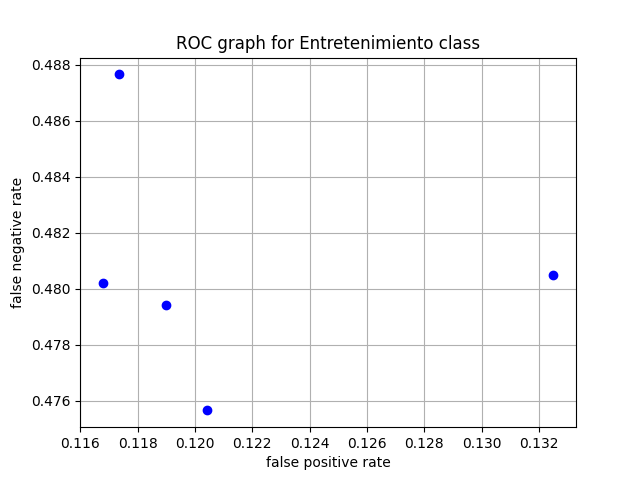 ROC graph for Entretenimiento class
0.488
0.486
0.484
0.482
0.480
0.478
0.476
false negative rate
0.116 0.118 0.120 0.122 0.124 0.126 0.128 0.130 0.132
false positive rate